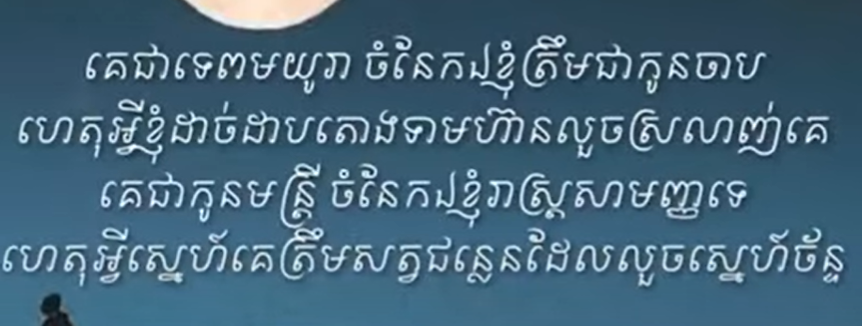 គេជាទេពមយូរា ចំនែកឯខ្ញុំត្រឹមជាកូនចាប
ហេតុអ្វីខ្ញុំដាច់ដាបតោងទាមហ៊ានលួចស្រលាញ់គេ
គេជាកូនមន្ត្រី ចំនែកឯខ្ញុំរាស្ត្រសាមញ្ញទេ
ហេតុអ្វីស្នេហ៍គេត្រឹមសត្វជន្លេនដែលលួចស្នេហ៍ច័ន្ទ